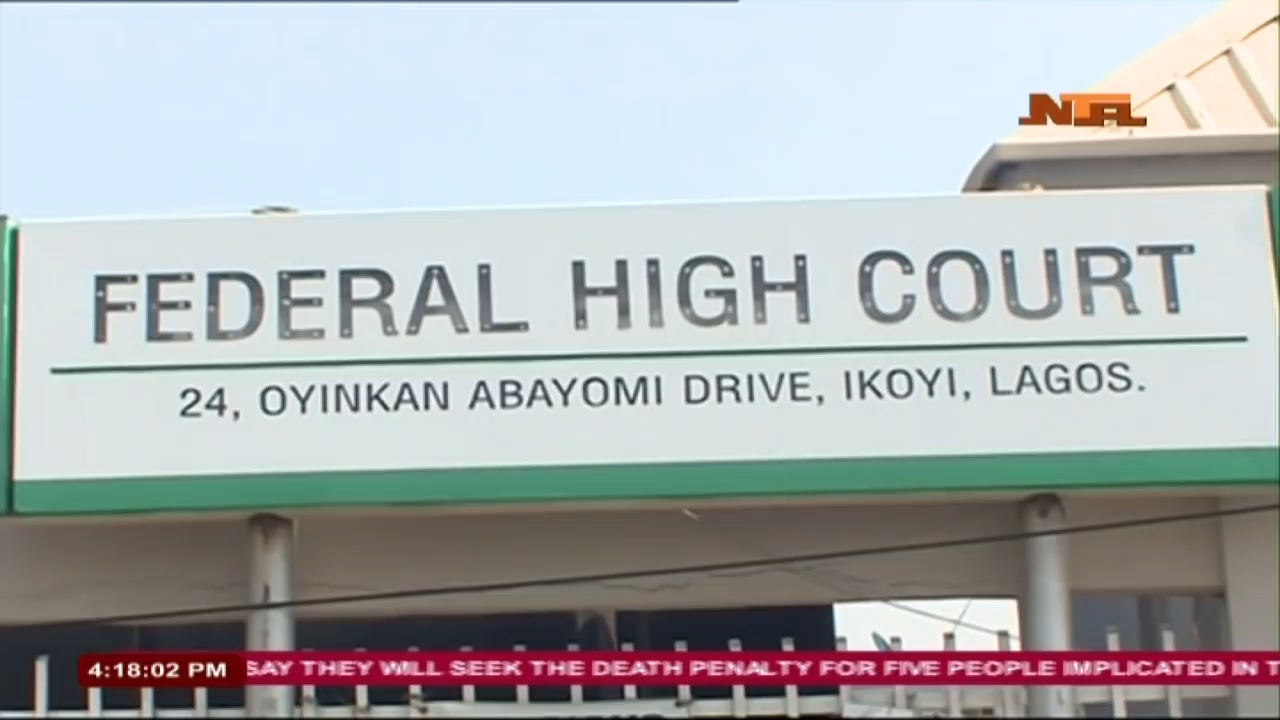 NTA
FEDERAL HIGH COURT
24, OYINKAN ABAYOMI DRIVE, IKOYI, LAGOS.
4:18:02 PM SAY THEY WILL SEEK THE DEATH PENALTY FOR FIVE PEOPLE IMPLICATED IN T